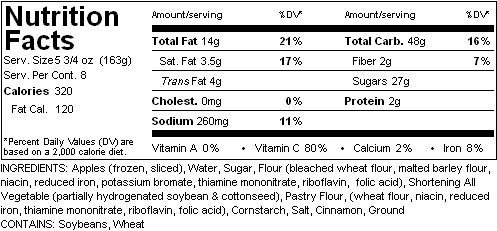 Nutrition
Facts
Serv. Size5 3/4 oz (163g)
Serv. Per Cont. 8
Calories 320
Fat Cal. 120
*Percent Daily Values (DV) are
based on a 2,000 calorie diet.
Amount/serving %DV* Amount/serving %DV*
Total Fat 14g 21% Total Carb. 48g 16%
Sat. Fat 3.5g 17% Fiber 2g 7%
Trans Fat 4g Sugars 27g
Cholest. 0mg 0% Protein 2g
Sodium 260mg 11%
Vitamin A 0% • Vitamin C 80% • Calcium 2% • Iron 8%
INGREDIENTS: Apples (frozen, sliced), Water, Sugar, Flour (bleached wheat flour, malted barley flour,
niacin, reduced iron, potassium bromate, thiamine mononitrate, riboflavin, folic acid), Shortening All
Vegetable (partially hydrogenated soybean & cottonseed), Pastry Flour, (wheat flour, niacin, reduced
iron, thiamine mononitrate, riboflavin, folic acid), Cornstarch, Salt, Cinnamon, Ground
CONTAINS: Soybeans, Wheat